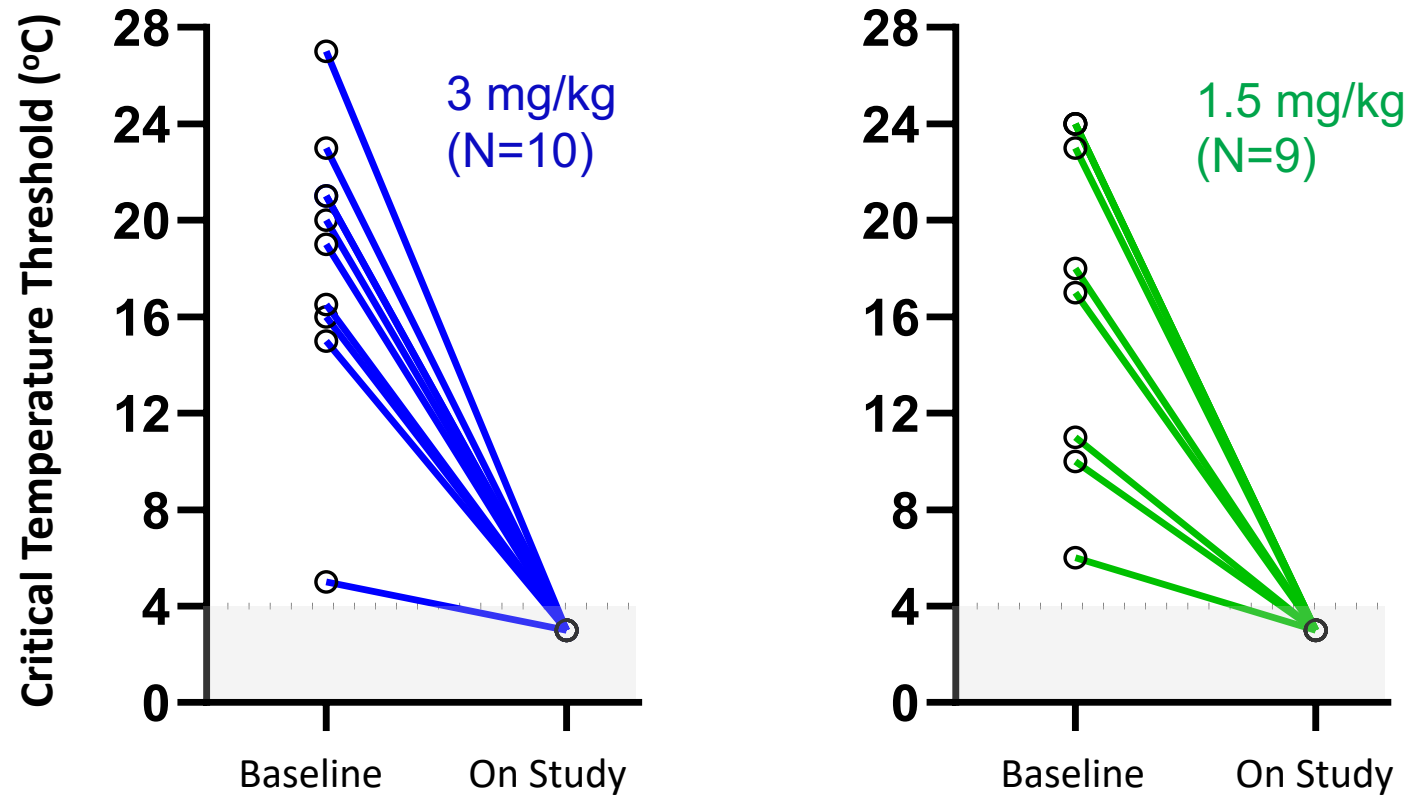 Critical Temperature Threshold (ºC)
28
24
20
16
12
8
4
0
3 mg/kg
(N=10)
Baseline
On Study
28
24
20
16
12
8
4
0
1.5 mg/kg
(N=9)
Baseline
On Study